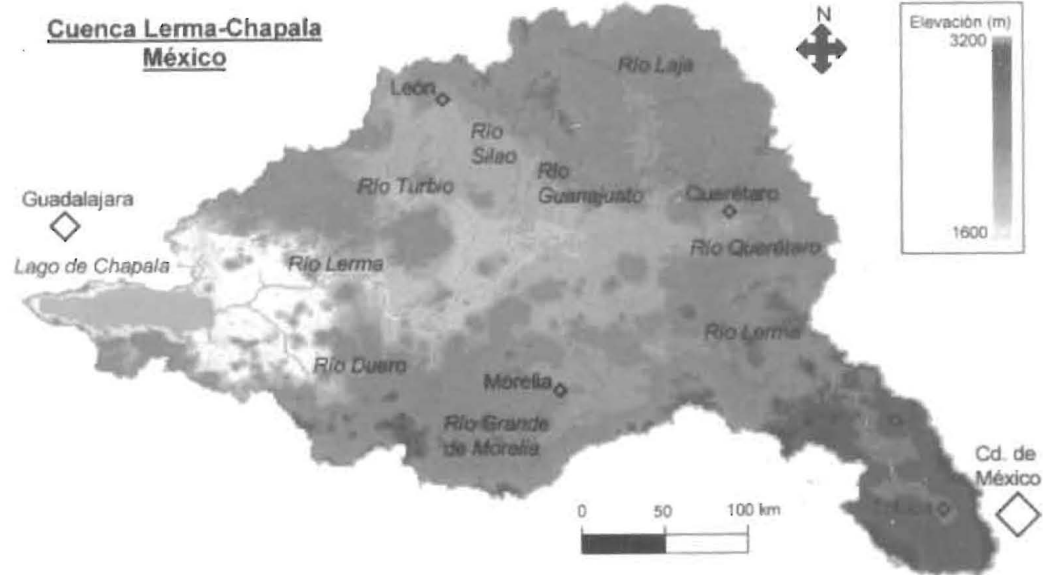 Cuenca Lerma-Chapala
México
N
Elevación (m)
3200
1600
Río Laja
León
Río
Silao
Río Turbio
Río
Guanajuato
Querétaro
Guadalajara
Río Querétaro
Lago de Chapala
Río Lerma
Río Lerma
Río Duero
Morelia
Río Grande
de Morelia
Cd. de
México
Toluca
0
50
100 km